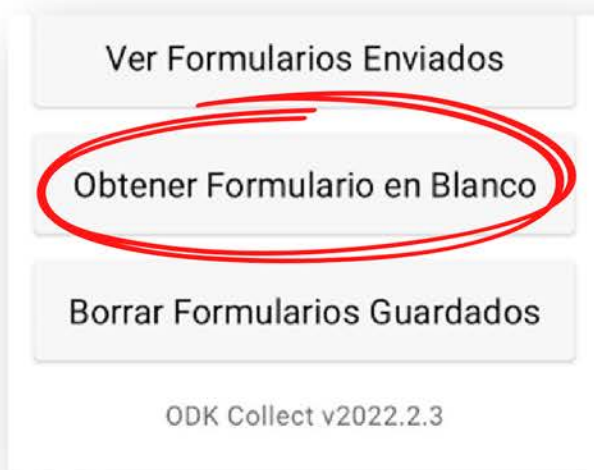 Ver Formularios Enviados
Obtener Formulario en Blanco
Borrar Formularios Guardados
ODK Collect v2022.2.3